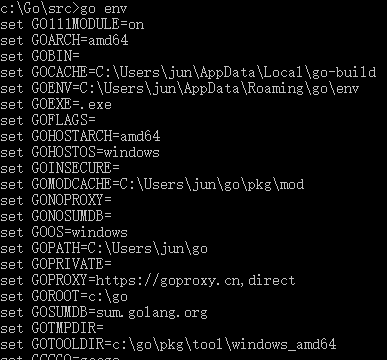 c:\Go\src>go env
set GO111MODULE=on
set GOARCH=amd64
set GOBIN=
set GOCACHE=C:\Users\jun\AppData\Local\go-build
set GOENV=C:\Users\jun\AppData\Roaming\go\env
set GOEXE=.exe
set GOFLAGS=
set GOHOSTARCH=amd64
set GOHOSTOS=windows
set GOINSECURE=
set GOMODCACHE=C:\Users\jun\go\pkg\mod
set GONOPROXY=
set GONOSUMDB=
set GOOS=windows
set GOPATH=C:\Users\jun\go
set GOPRIVATE=
set GOPROXY=https://goproxy.cn,direct
set GOROOT=c:\go
set GOSUMDB=sum.golang.org
set GOTMPDIR=
set GOTOOLDIR=c:\go\pkg\tool\windows_amd64
set GCCGO=gccgo